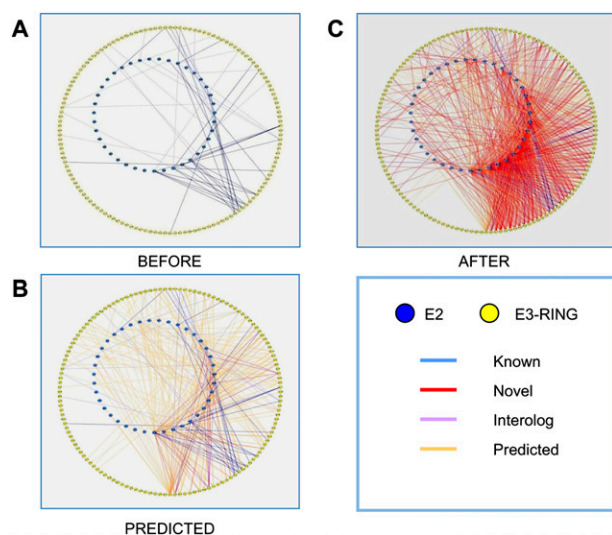 A
BEFORE
B
PREDICTED
C
AFTER
E2
E3-RING
Known
Novel
Interolog
Predicted